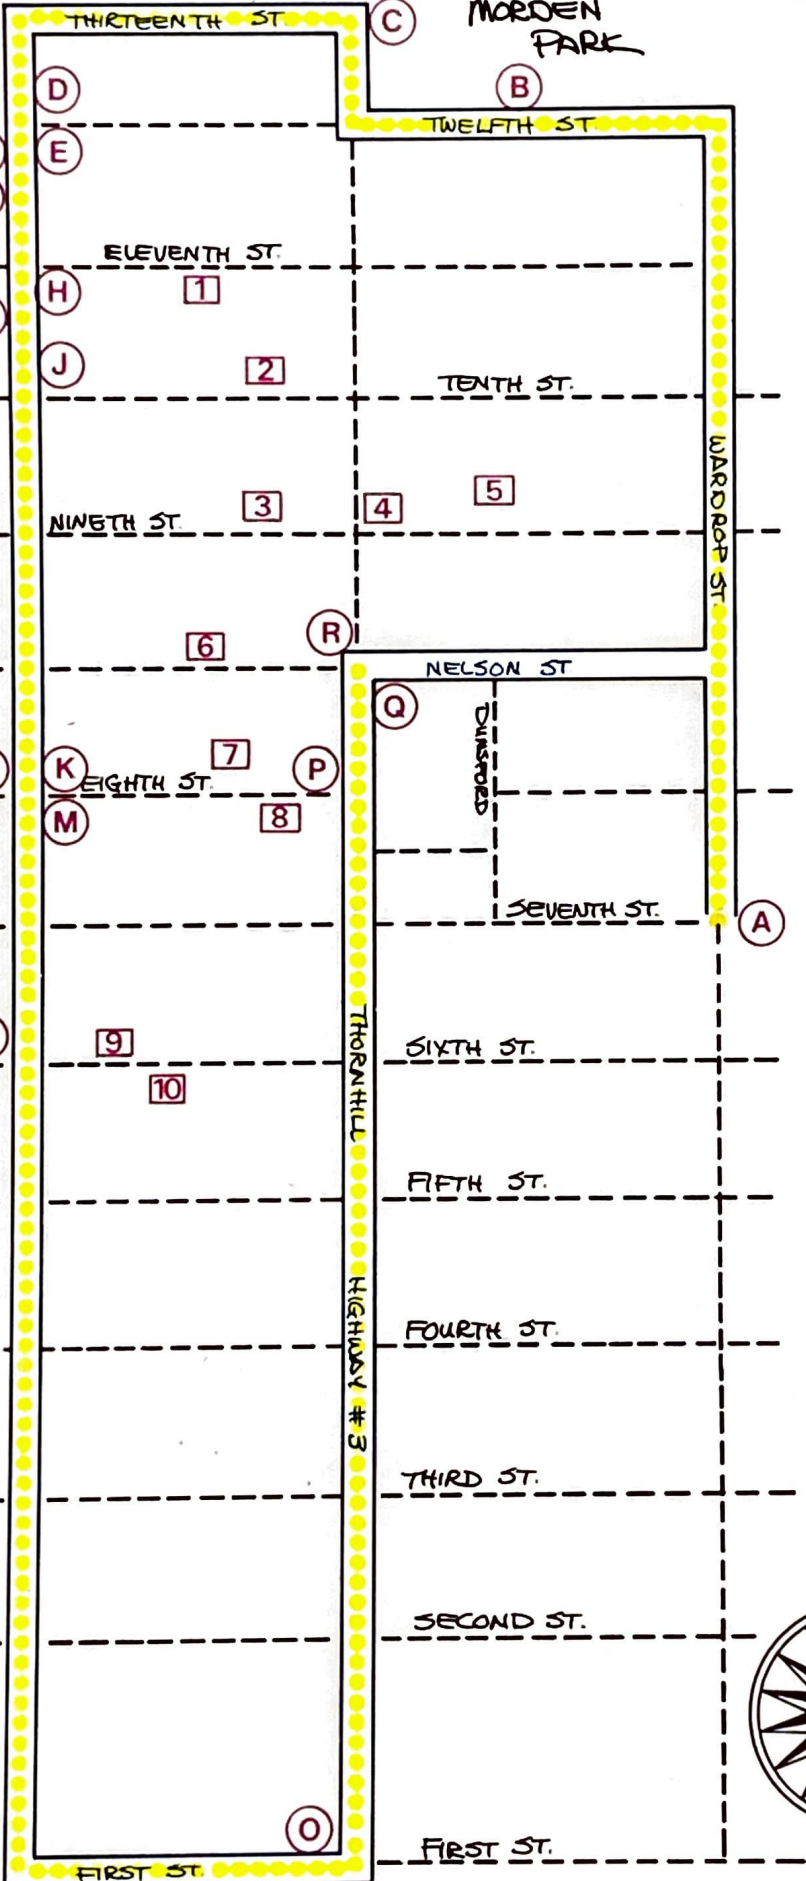 MORDEN
PARK
THIRTEENTH ST
C
B
D
TWELFTH ST.
E
ELEVENTH ST.
H
1
J
2
TENTH ST.
WARDROP ST.
5
3
4
NINETH ST.
R
6
NELSON ST
Q
DUNSFORD
7
K
P
EIGHTH ST.
8
M
SEVENTH ST.
A
THORNHILL
9
SIXTH ST.
10
FIFTH ST.
HIGHWAY #3
FOURTH ST.
THIRD ST.
SECOND ST.
O
FIRST ST.
FIRST ST.